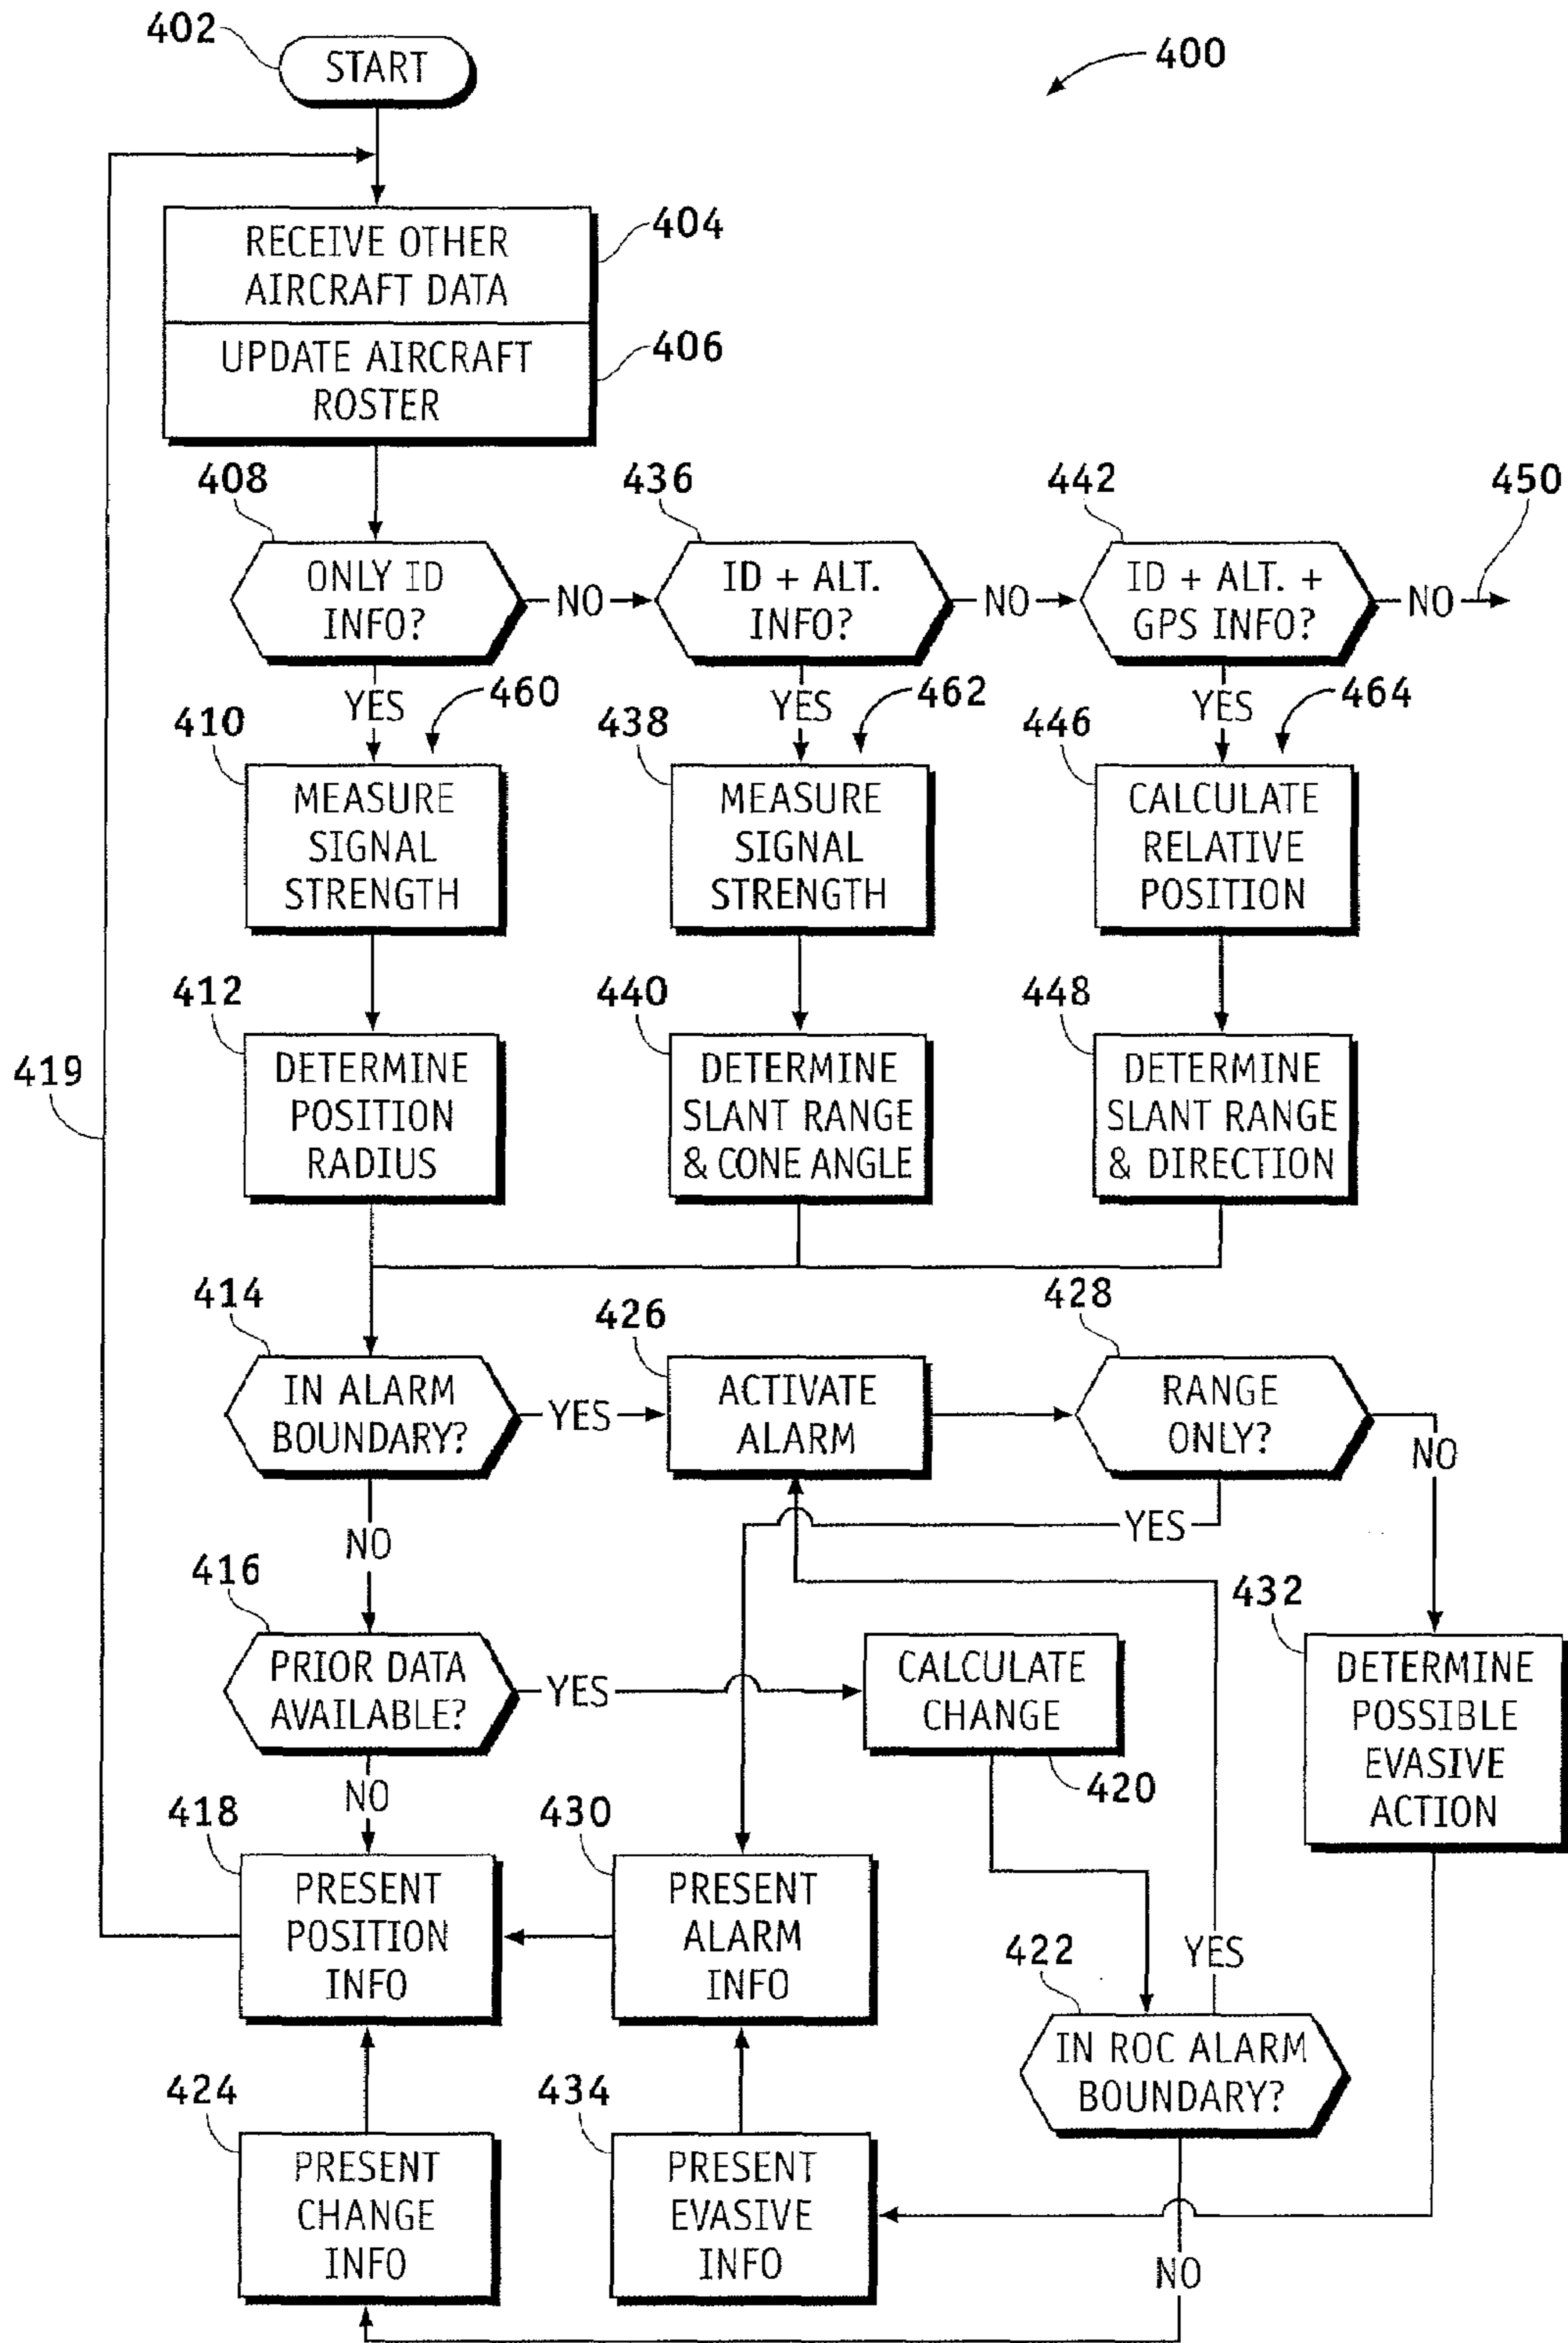 402
START
400
RECEIVE OTHER
AIRCRAFT DATA
404
UPDATE AIRCRAFT
ROSTER
406
408
436
442
450
ONLY ID
INFO?
NO
ID + ALT.
INFO?
NO
ID + ALT. +
GPS INFO?
NO
YES
460
YES
462
YES
464
410
MEASURE
SIGNAL
STRENGTH
438
MEASURE
SIGNAL
STRENGTH
446
CALCULATE
RELATIVE
POSITION
412
DETERMINE
POSITION
RADIUS
440
DETERMINE
SLANT RANGE
& CONE ANGLE
448
DETERMINE
SLANT RANGE
& DIRECTION
419
414
IN ALARM
BOUNDARY?
YES
426
ACTIVATE
ALARM
428
RANGE
ONLY?
NO
YES
NO
416
PRIOR DATA
AVAILABLE?
YES
CALCULATE
CHANGE
420
432
DETERMINE
POSSIBLE
EVASIVE
ACTION
NO
418
PRESENT
POSITION
INFO
430
PRESENT
ALARM
INFO
422
YES
IN ROC ALARM
BOUNDARY?
424
PRESENT
CHANGE
INFO
434
PRESENT
EVASIVE
INFO
NO